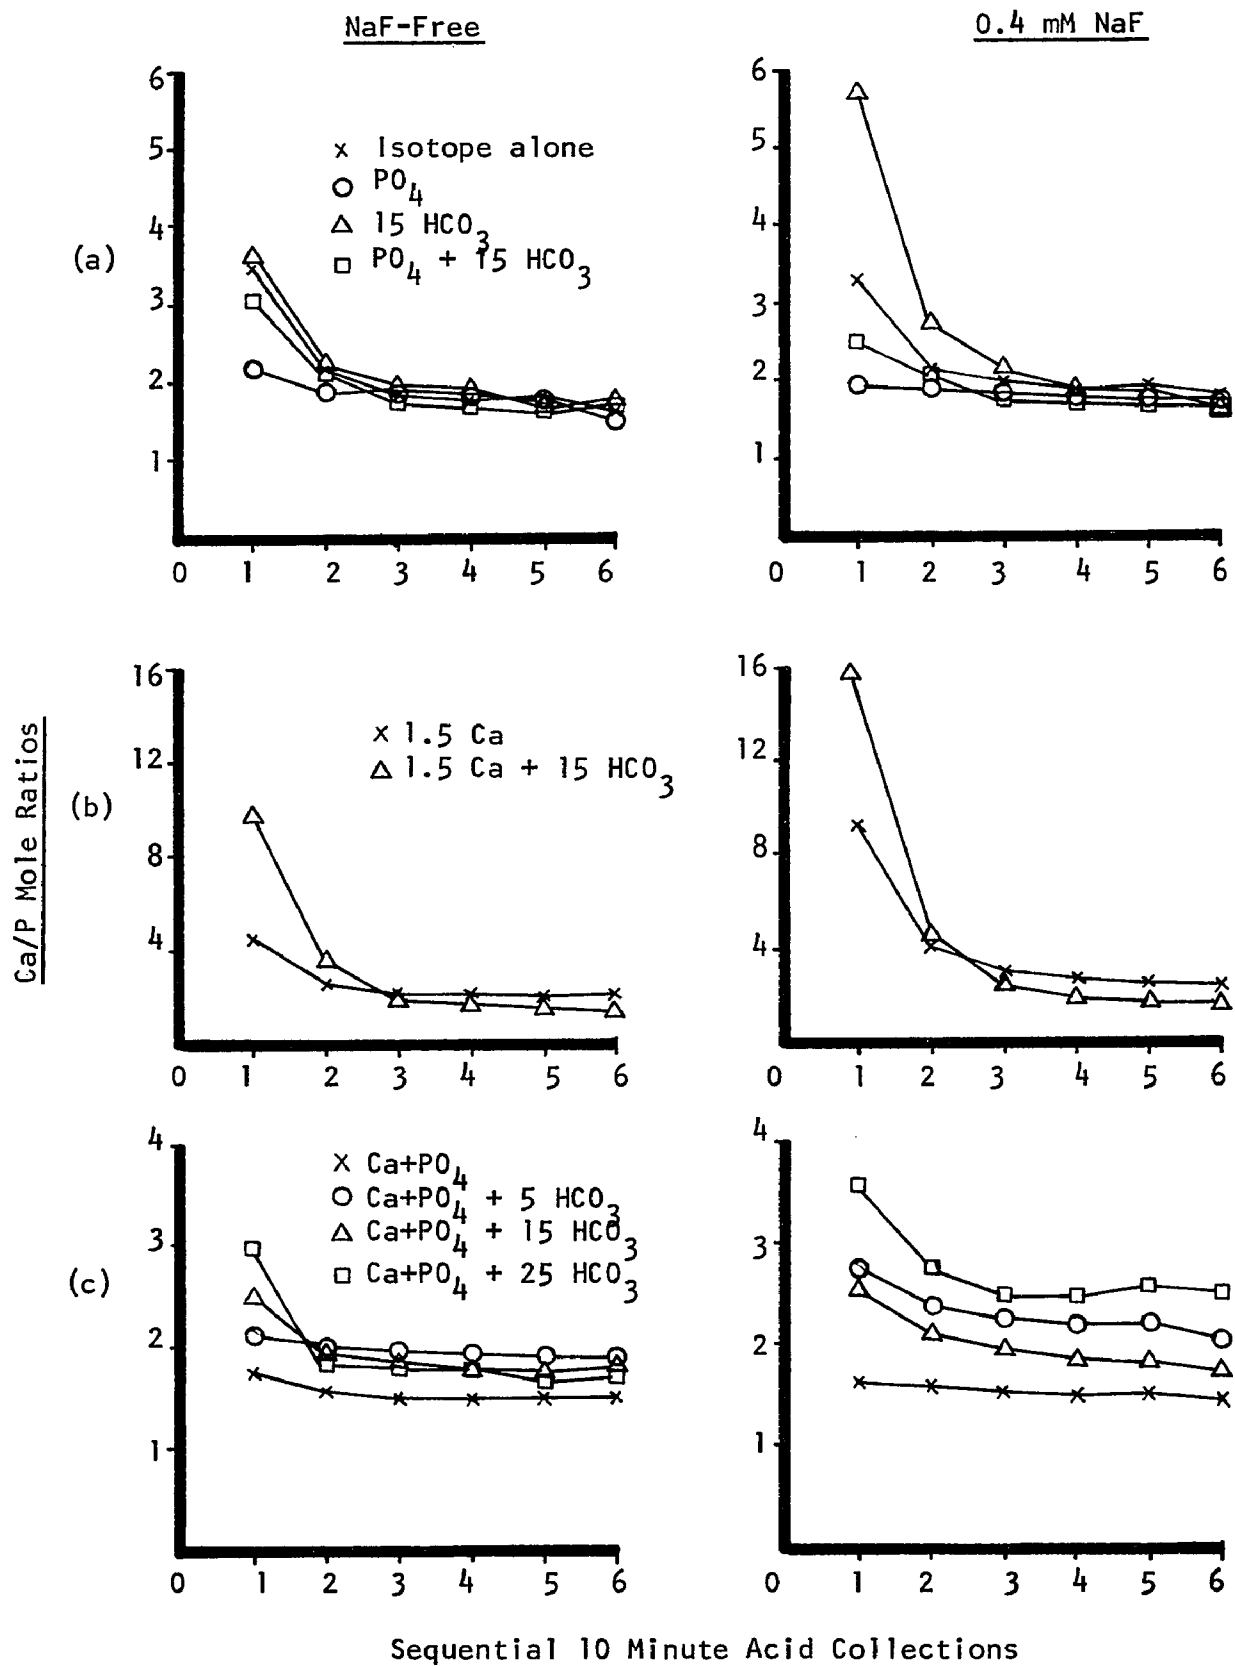 NaF-Free
0.4 mM NaF
6
5
4
3
2
1
0 1 2 3 4 5 6
(a)
Isotope alone
PO4
15 HCO3
PO4 + 15 HCO3
6
5
4
3
2
1
0 1 2 3 4 5 6
Ca/P Mole Ratios
(b)
16
12
8
4
0 1 2 3 4 5 6
1.5 Ca
1.5 Ca + 15 HCO3
16
12
8
4
0 1 2 3 4 5 6
(c)
4
3
2
1
0 1 2 3 4 5 6
Ca+PO4
Ca+PO4 + 5 HCO3
Ca+PO4 + 15 HCO3
Ca+PO4 + 25 HCO3
4
3
2
1
0 1 2 3 4 5 6
Sequential 10 Minute Acid Collections